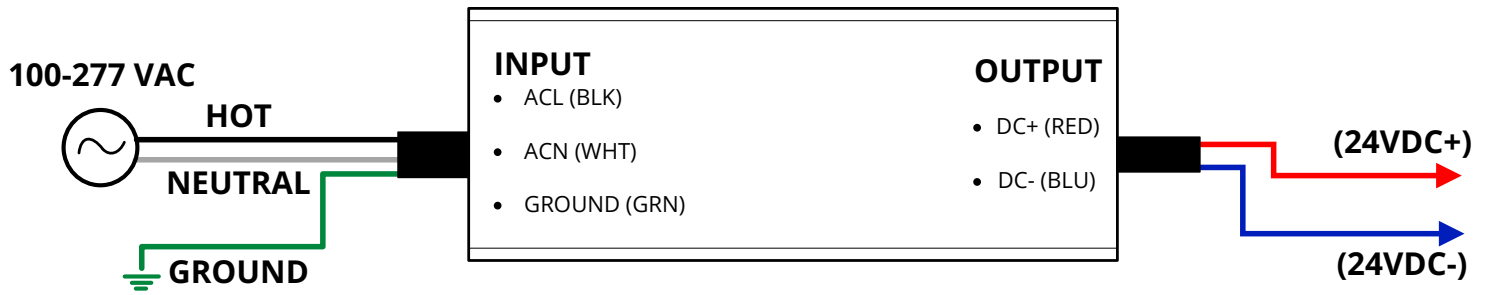 100-277 VAC
HOT
NEUTRAL
GROUND
INPUT
• ACL (BLK)
• ACN (WHT)
• GROUND (GRN)
OUTPUT
• DC+ (RED)
• DC- (BLU)
(24VDC+)
(24VDC-)